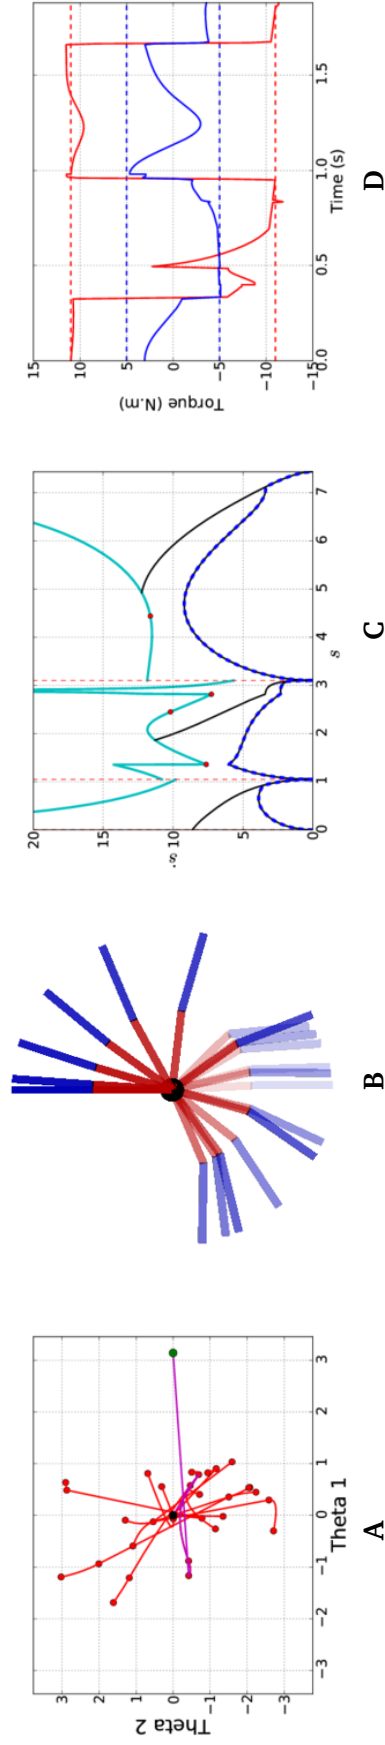 Theta 2
3
2
1
0
−1
−2
−3
−3 −2 −1 0 1 2 3
Theta 1
A
B
20
15
10
5
0
ṡ
0 1 2 3 4 5 6 7
s
C
Torque (N.m)
15
10
5
0
−5
−10
−15
0.0 0.5 1.0 1.5
Time (s)
D